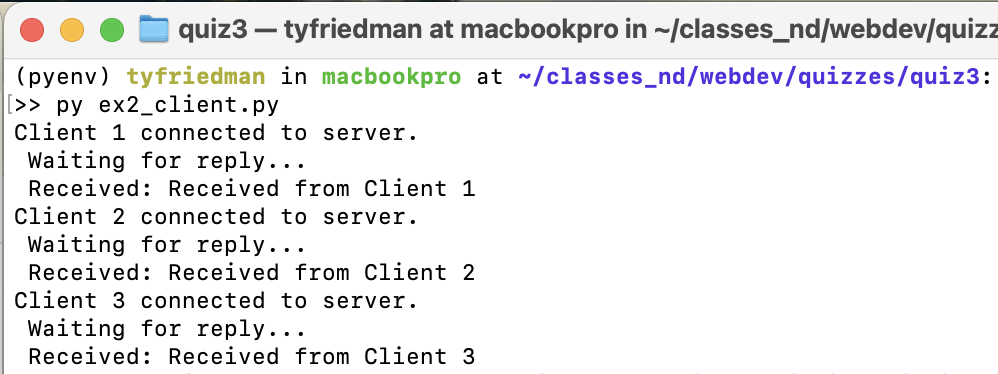 quiz3 — tyfriedman at macbookpro in ~/classes_nd/webdev/quizz
(pyenv) tyfriedman in macbookpro at ~/classes_nd/webdev/quizzes/quiz3:
[>> py ex2_client.py
Client 1 connected to server.
 Waiting for reply...
 Received: Received from Client 1
Client 2 connected to server.
 Waiting for reply...
 Received: Received from Client 2
Client 3 connected to server.
 Waiting for reply...
 Received: Received from Client 3